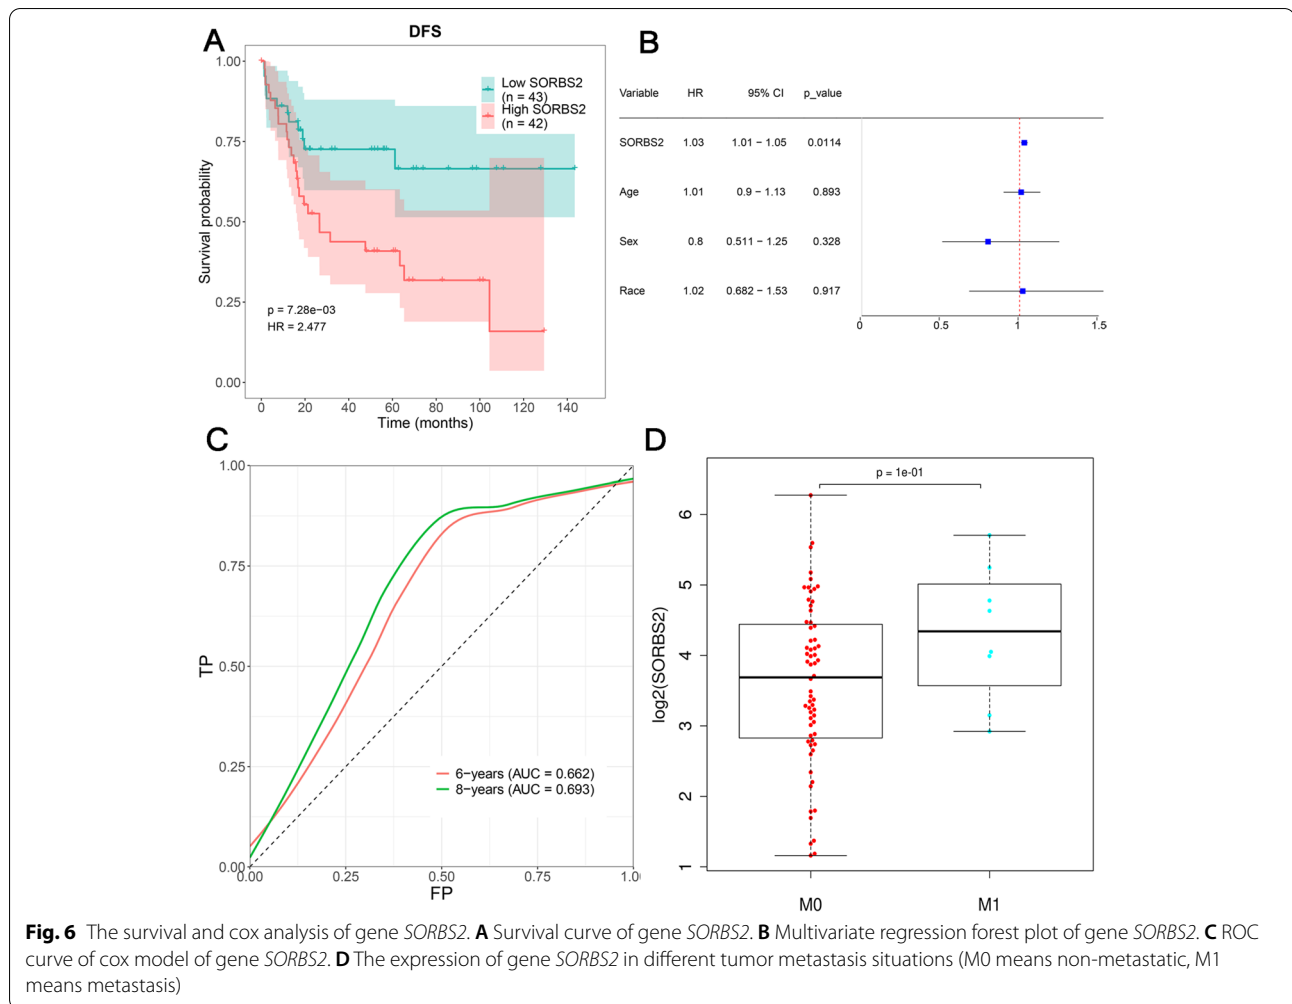 A
DFS
Survival probability
1.00
0.75
0.50
0.25
0.00
Low SORBS2
(n = 43)
High SORBS2
(n = 42)
p = 7.28e−03
HR = 2.477
0 20 40 60 80 100 120 140
Time (months)
B
Variable HR 95% CI p_value
SORBS2 1.03 1.01 − 1.05 0.0114
Age 1.01 0.9 − 1.13 0.893
Sex 0.8 0.511 − 1.25 0.328
Race 1.02 0.682 − 1.53 0.917
0 0.5 1 1.5
C
TP
1.00
0.75
0.50
0.25
0.00
6−years (AUC = 0.662)
8−years (AUC = 0.693)
0.00 0.25 0.50 0.75 1.0
FP
D
p = 1e-01
log2(SORBS2)
6
5
4
3
2
1
M0 M1
Fig. 6 The survival and cox analysis of gene SORBS2. A Survival curve of gene SORBS2. B Multivariate regression forest plot of gene SORBS2. C ROC
curve of cox model of gene SORBS2. D The expression of gene SORBS2 in different tumor metastasis situations (M0 means non-metastatic, M1
means metastasis)